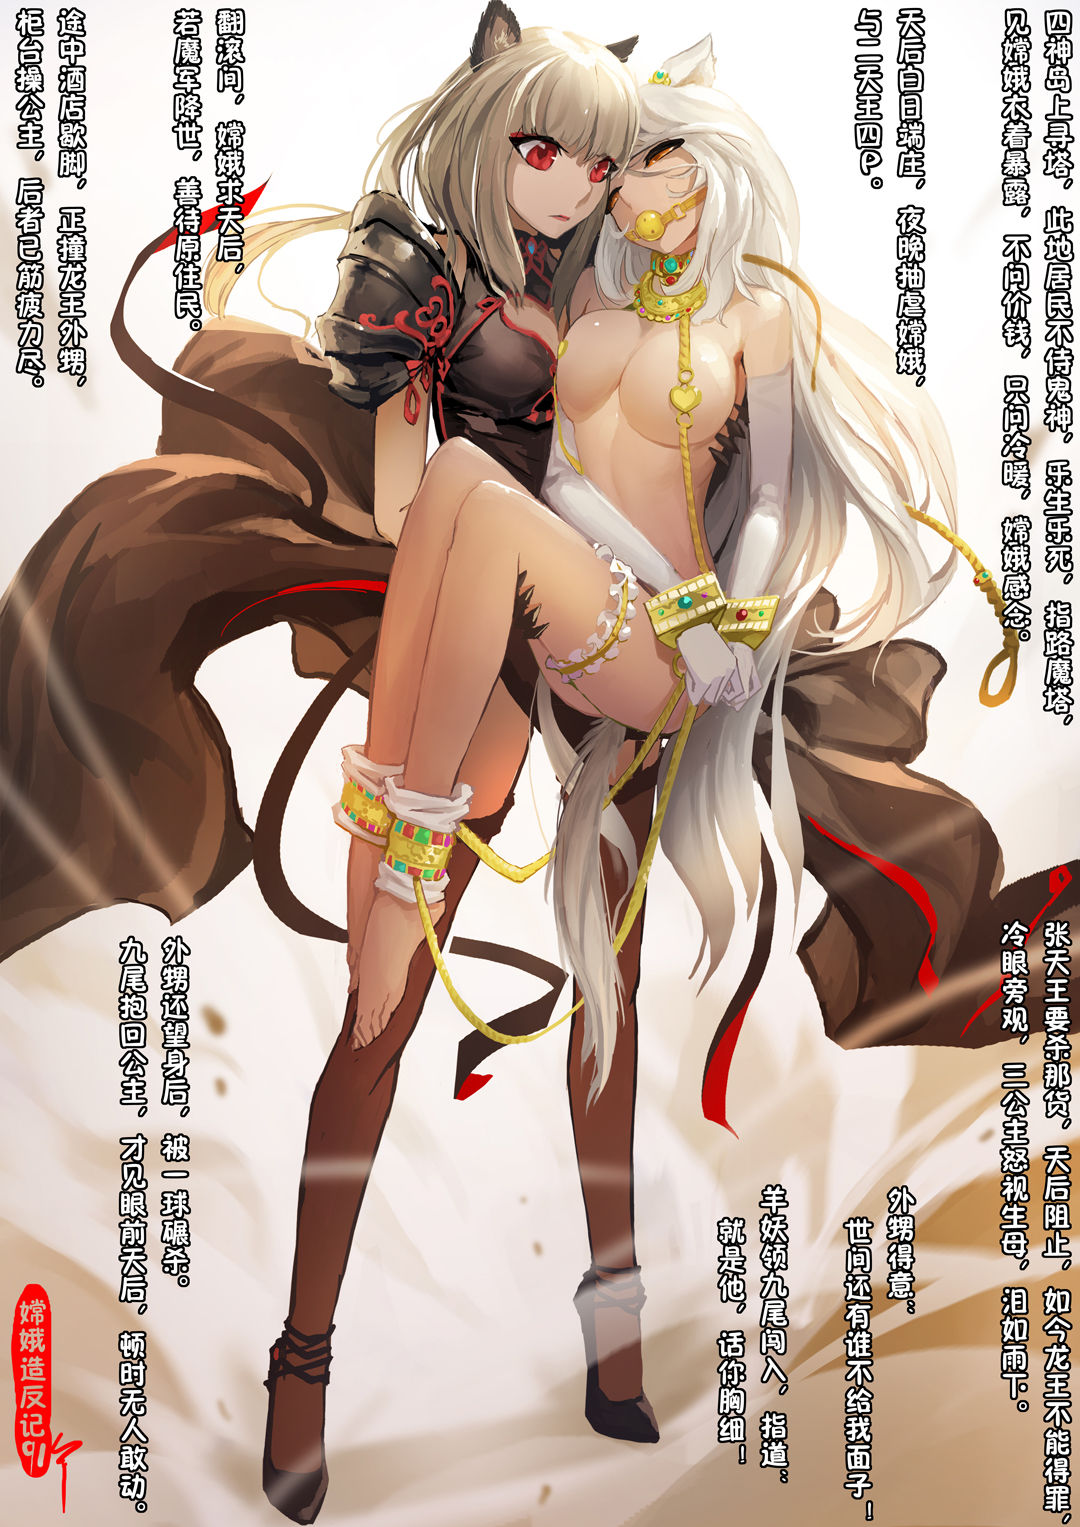 四神岛上寻塔，此地居民不侍鬼神，乐生乐死，指路魔塔，
见嫦娥衣着暴露，不问价钱，只问冷暖，嫦娥感念。
天后白日端庄，夜晚抽虐嫦娥，
与二天王四P。
翻滚间，嫦娥求天后，
若魔军降世，善待原住民。
途中酒店歇脚，正撞龙王外甥，
柜台操公主，后者已筋疲力尽。
张天王要杀那货，天后阻止，如今龙王不能得罪，
冷眼旁观，三公主怒视生母，泪如雨下。
外甥得意：
世间还有谁不给我面子！
羊妖领九尾闯入，指道：
就是他，话你胸细！
外甥还望身后，被一球碾杀。
九尾抱回公主，才见眼前天后，顿时无人敢动。
嫦娥造反记
90